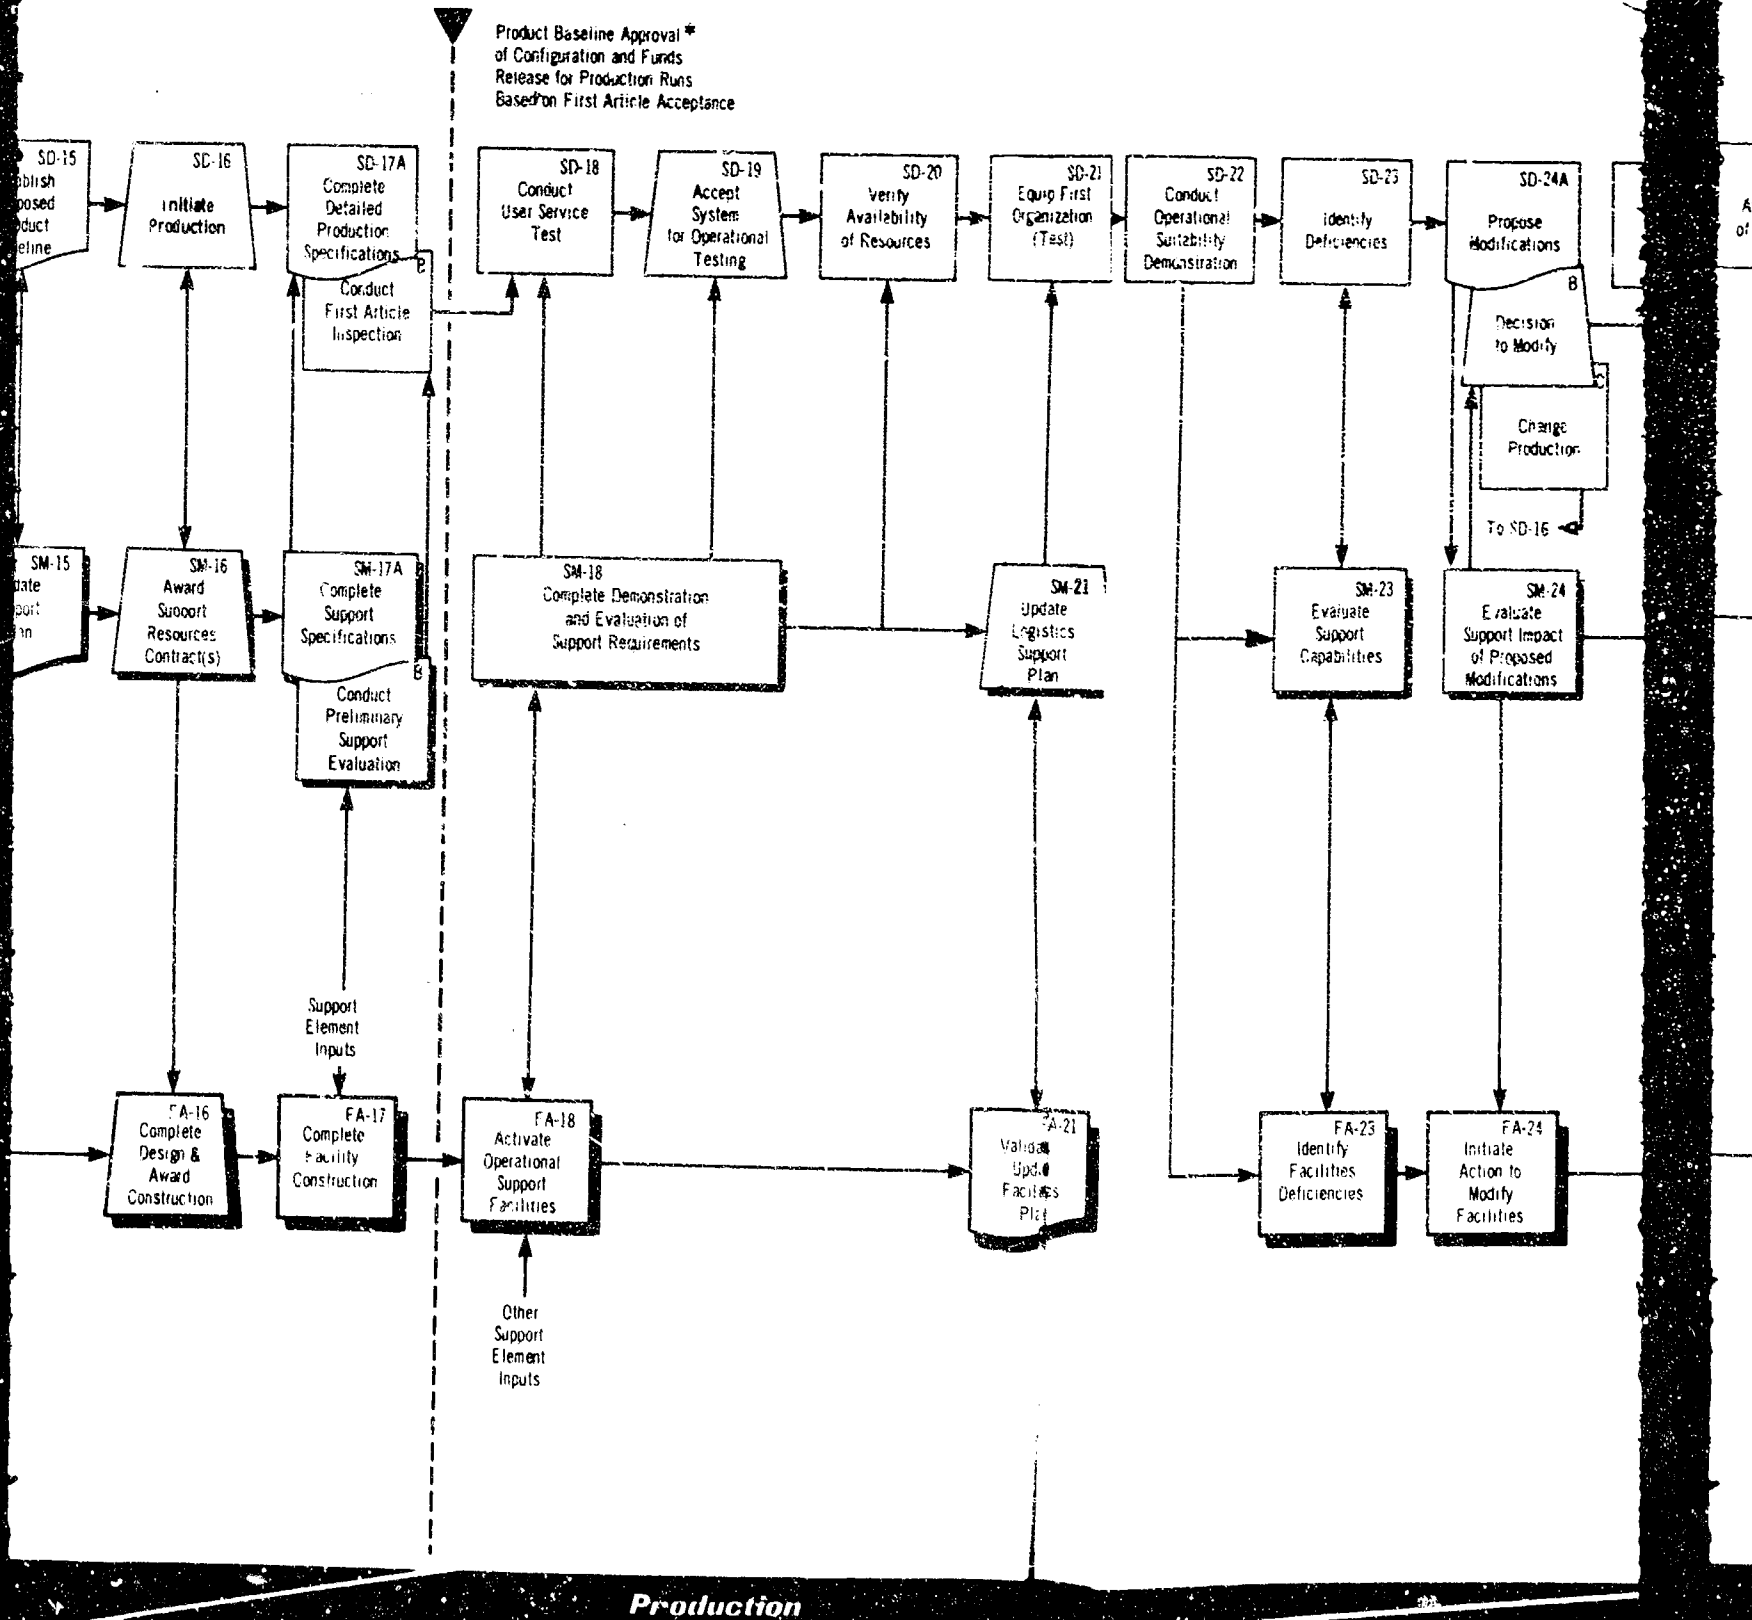 Product Baseline Approval *
of Configuration and Funds
Release for Production Runs
Based on First Article Acceptance
SD-15
SD-16
Initiate
Production
SD-17A
Complete
Detailed
Production
Specifications
B
Conduct
First Article
Inspection
SD-18
Conduct
User Service
Test
SD-19
Accept
System
for Operational
Testing
SD-20
Verify
Availability
of Resources
SD-21
Equip First
Organization
(Test)
SD-22
Conduct
Operational
Suitability
Demonstration
SD-23
Identify
Deficiencies
SD-24A
Propose
Modifications
B
Decision
to Modify
C
Change
Production
To SD-16
A
of
SM-15
SM-16
Award
Support
Resources
Contract(s)
SM-17A
Complete
Support
Specifications
B
Conduct
Preliminary
Support
Evaluation
SM-18
Complete Demonstration
and Evaluation of
Support Requirements
SM-21
Update
Logistics
Support
Plan
SM-23
Evaluate
Support
Capabilities
SM-24
Evaluate
Support Impact
of Proposed
Modifications
Support
Element
Inputs
FA-16
Complete
Design &
Award
Construction
FA-17
Complete
Facility
Construction
FA-18
Activate
Operational
Support
Facilities
FA-21
Facilities
FA-23
Identify
Facilities
Deficiencies
FA-24
Initiate
Action to
Modify
Facilities
Other
Support
Element
Inputs
Production